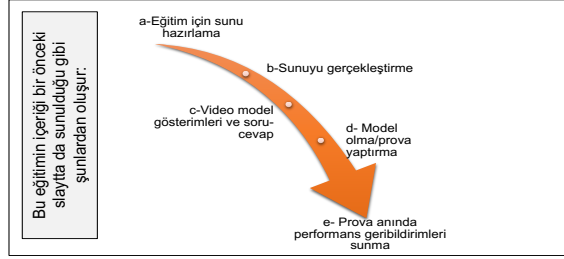 Bu eğitimin içeriği bir önceki
slaytta da sunulduğu gibi
şunlardan oluşur:
a-Eğitim için sunu
hazırlama
b-Sunuyu gerçekleştirme
c-Video model
gösterimleri ve soru-
cevap
d- Model
olma/prova
yaptırma
e- Prova anında
performans geribildirimleri
sunma